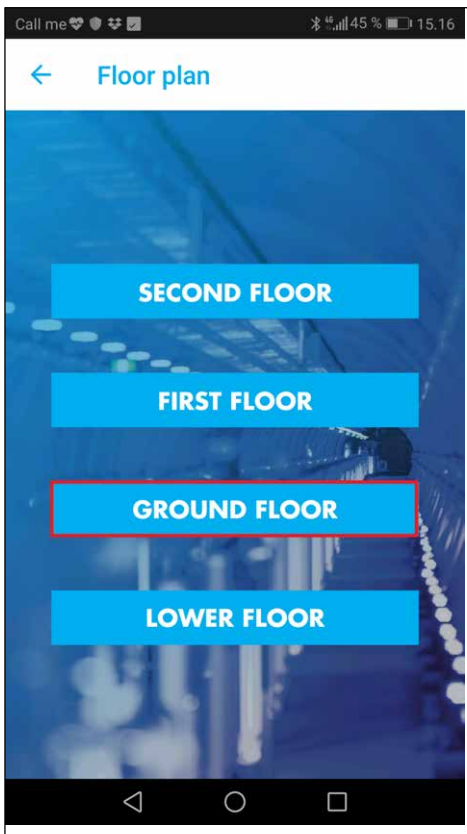 Call me 45 % 15.16
Floor plan
SECOND FLOOR
FIRST FLOOR
GROUND FLOOR
LOWER FLOOR